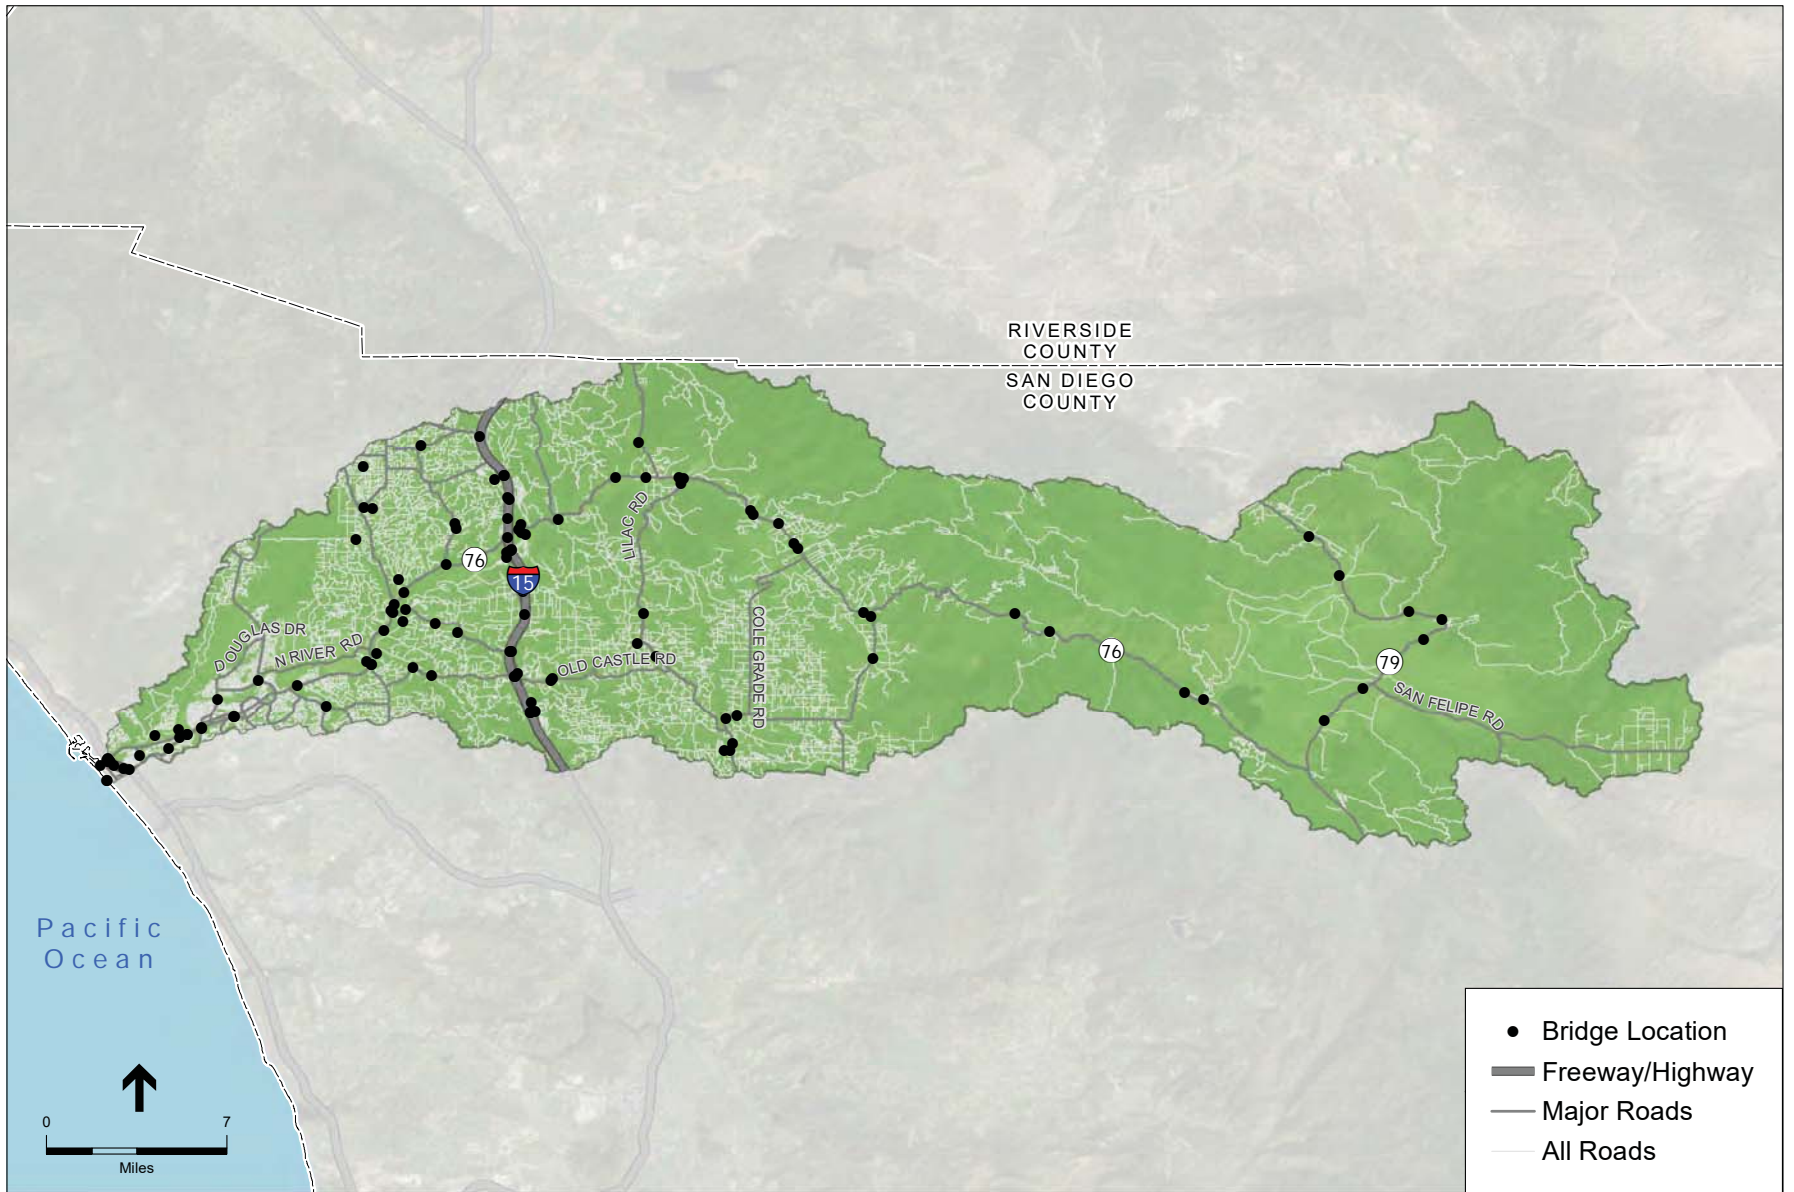 RIVERSIDE
COUNTY
SAN DIEGO
COUNTY
LILAC RD
76
15
COLE GRADE RD
DOUGLAS DR
N RIVER RD
OLD CASTLE RD
76
79
SAN FELIPE RD
Pacific
Ocean
0 7
Miles
Bridge Location
Freeway/Highway
Major Roads
All Roads